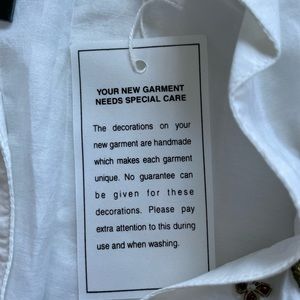 YOUR NEW GARMENT
NEEDS SPECIAL CARE
The decorations on your
new garment are handmade
which makes each garment
unique. No guarantee can
be given for these
decorations. Please pay
extra attention to this during
use and when washing.